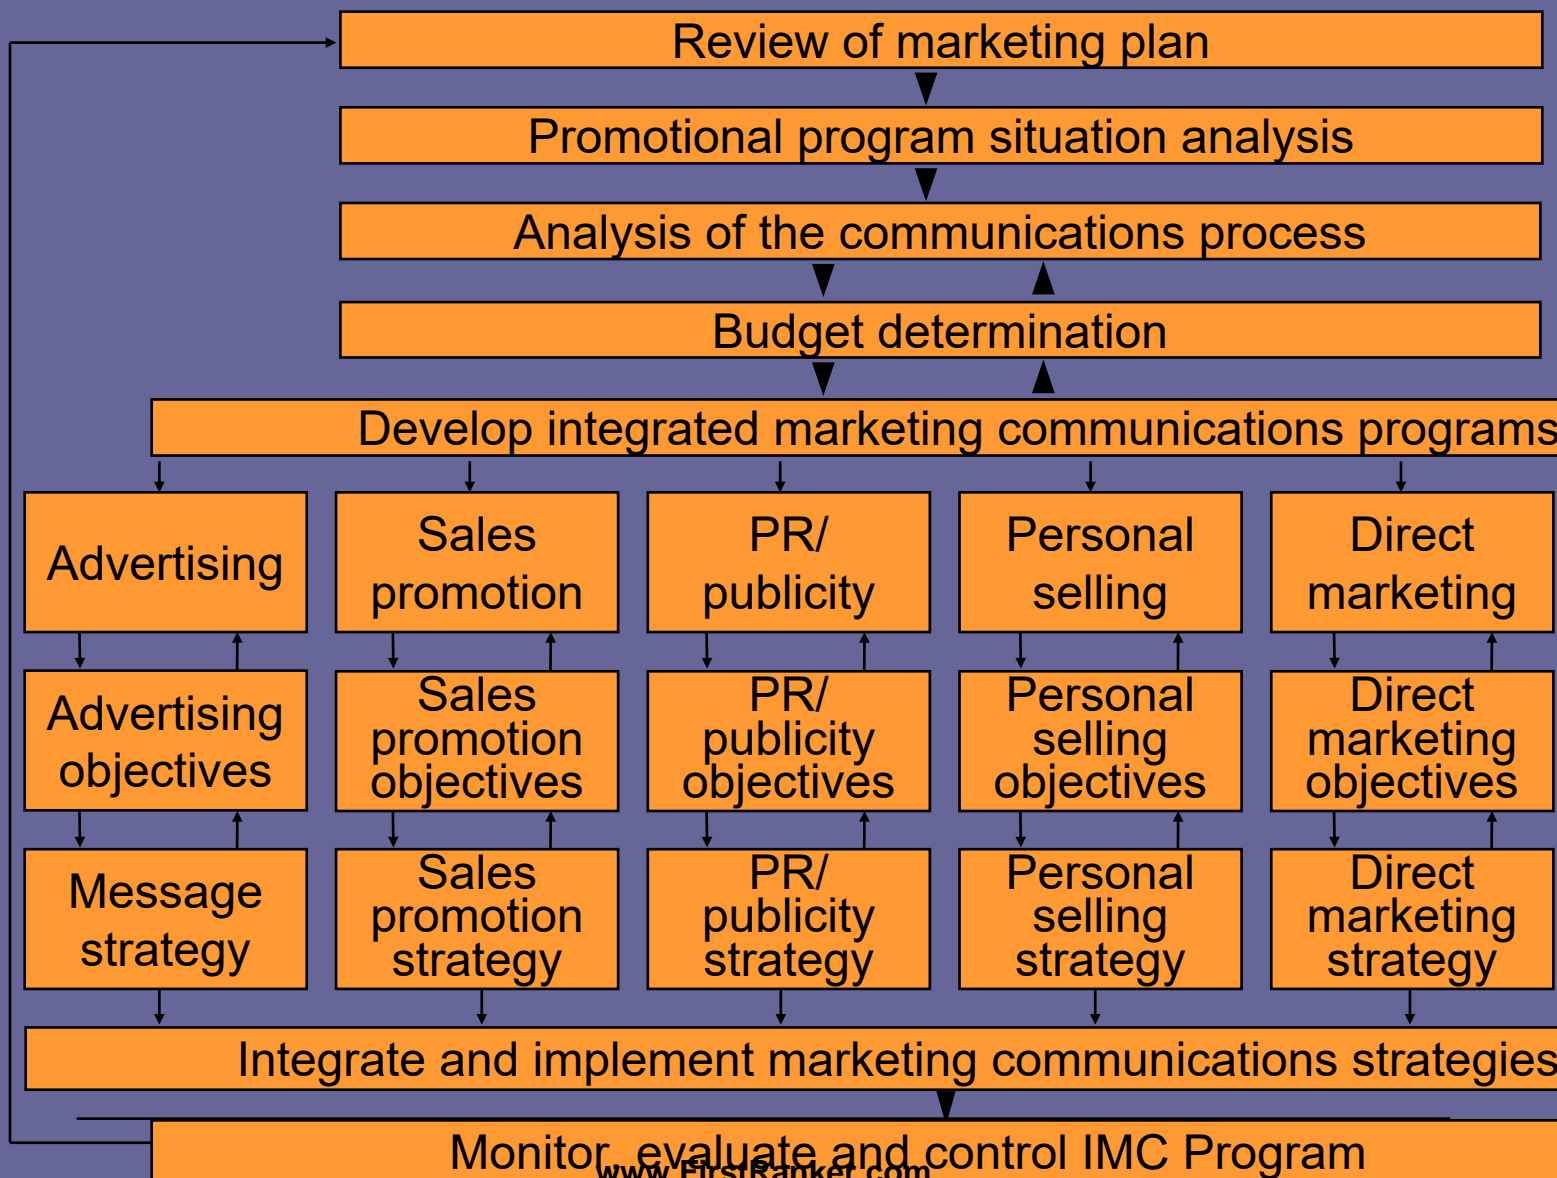 Review of marketing plan
Promotional program situation analysis
Analysis of the communications process
Budget determination
Develop integrated marketing communications programs
Advertising
Sales
promotion
PR/
publicity
Personal
selling
Direct
marketing
Advertising
objectives
Sales
promotion
objectives
PR/
publicity
objectives
Personal
selling
objectives
Direct
marketing
objectives
Message
strategy
Sales
promotion
strategy
PR/
publicity
strategy
Personal
selling
strategy
Direct
marketing
strategy
Integrate and implement marketing communications strategies
Monitor, evaluate and control IMC Program
www.FirstRanker.com